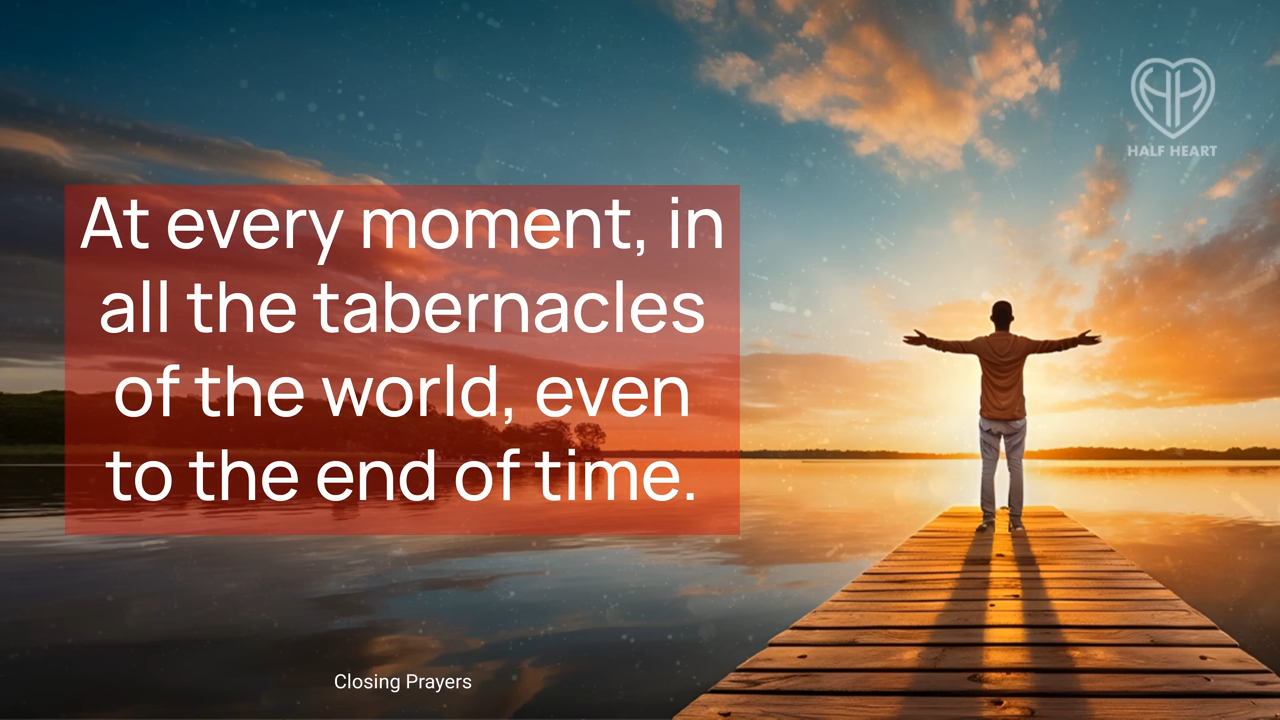 HALF HEART
At every moment, in
all the tabernacles
of the world, even
to the end of time.
Closing Prayers